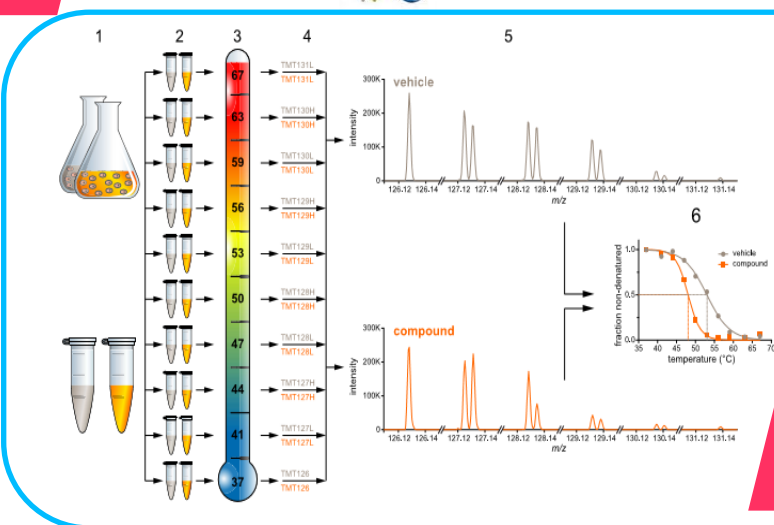 1 2 3 4 5
67
63
59
56
53
50
47
44
41
37
TMT131L
TMT131L
TMT130H
TMT130H
TMT130L
TMT130L
TMT129H
TMT129H
TMT128L
TMT129L
TMT128H
TMT128H
TMT128L
TMT128L
TMT127H
TMT127H
TMT127L
TMT127L
TMT126
TMT126
vehicle
300K
200K
100K
0
intensity
126.12 126.14 127.12 127.14 128.12 128.14 129.12 129.14 130.12 130.14 131.12 131.14
m/z
compound
300K
200K
100K
0
intensity
126.12 126.14 127.12 127.14 128.12 128.14 129.12 129.14 130.12 130.14 131.12 131.14
m/z
6
vehicle
compound
1.0
0.5
0.0
fraction non-denatured
35 40 45 50 55 60 65 70
temperature (°C)